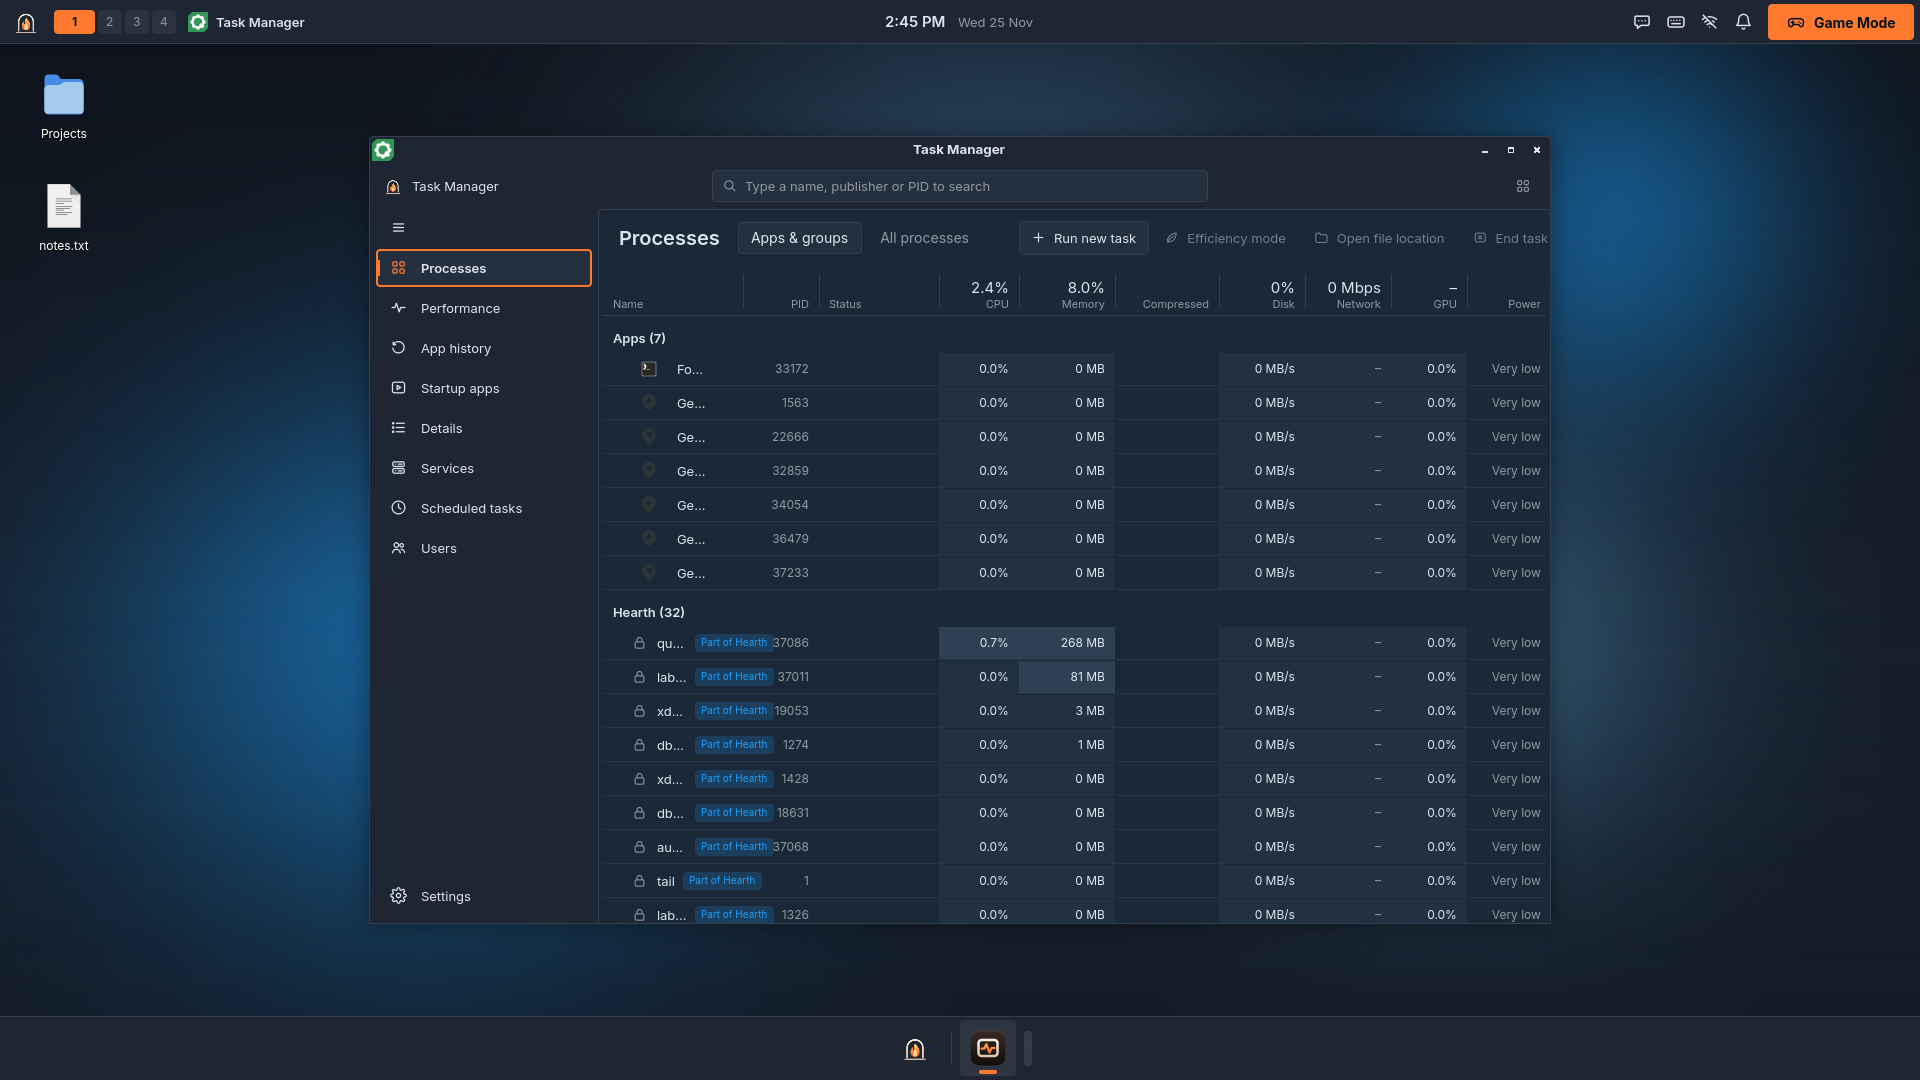 1 2 3 4 Task Manager 2:45 PM Wed 25 Nov Game Mode
Projects
notes.txt
Task Manager
Task Manager Type a name, publisher or PID to search
Processes
Performance
App history
Startup apps
Details
Services
Scheduled tasks
Users
Settings
Processes Apps & groups All processes Run new task Efficiency mode Open file location End task
2.4% 8.0% 0% 0 Mbps –
Name PID Status CPU Memory Compressed Disk Network GPU Power
Apps (7)
Fo... 33172 0.0% 0 MB 0 MB/s – 0.0% Very low
Ge... 1563 0.0% 0 MB 0 MB/s – 0.0% Very low
Ge... 22666 0.0% 0 MB 0 MB/s – 0.0% Very low
Ge... 32859 0.0% 0 MB 0 MB/s – 0.0% Very low
Ge... 34054 0.0% 0 MB 0 MB/s – 0.0% Very low
Ge... 36479 0.0% 0 MB 0 MB/s – 0.0% Very low
Ge... 37233 0.0% 0 MB 0 MB/s – 0.0% Very low
Hearth (32)
qu... Part of Hearth 37086 0.7% 268 MB 0 MB/s – 0.0% Very low
lab... Part of Hearth 37011 0.0% 81 MB 0 MB/s – 0.0% Very low
xd... Part of Hearth 19053 0.0% 3 MB 0 MB/s – 0.0% Very low
db... Part of Hearth 1274 0.0% 1 MB 0 MB/s – 0.0% Very low
xd... Part of Hearth 1428 0.0% 0 MB 0 MB/s – 0.0% Very low
db... Part of Hearth 18631 0.0% 0 MB 0 MB/s – 0.0% Very low
au... Part of Hearth 37068 0.0% 0 MB 0 MB/s – 0.0% Very low
tail Part of Hearth 1 0.0% 0 MB 0 MB/s – 0.0% Very low
lab... Part of Hearth 1326 0.0% 0 MB 0 MB/s – 0.0% Very low